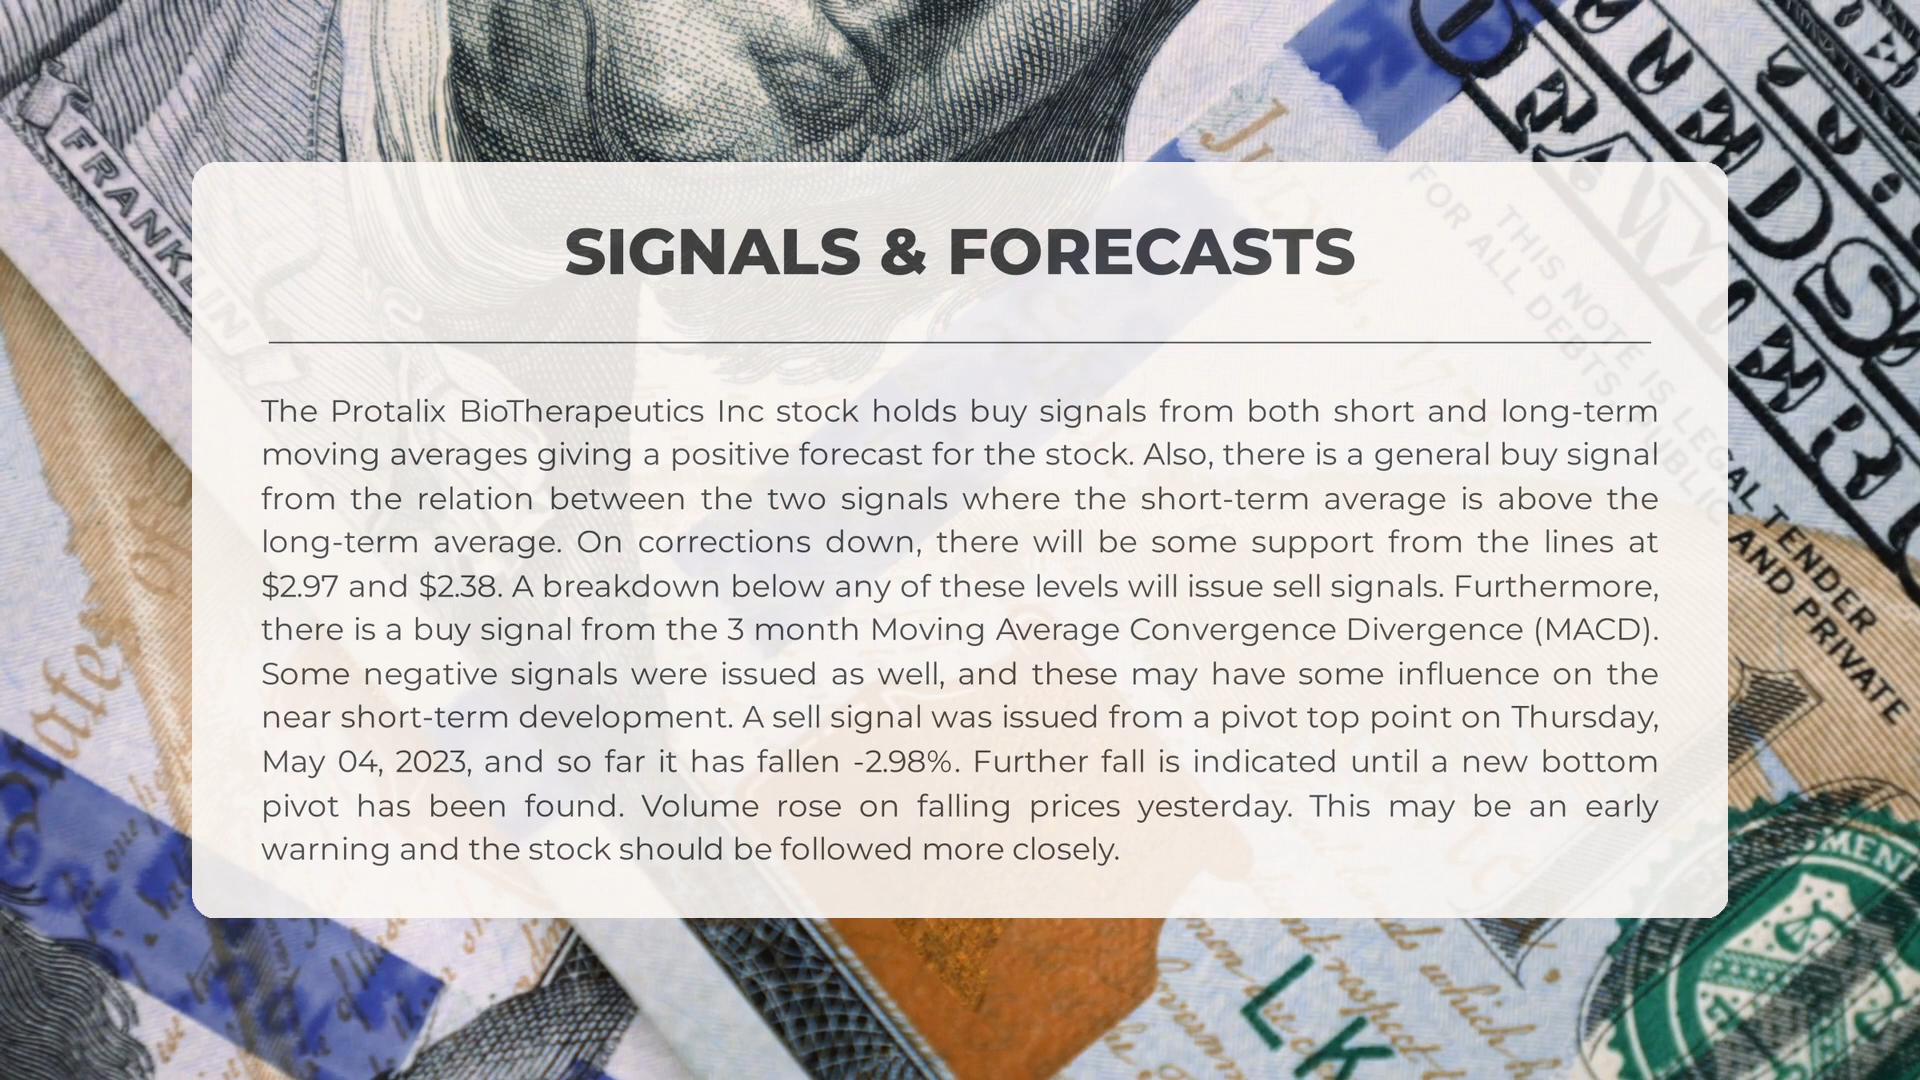 FRANKLIN
JULY 4, 1776
THIS NOTE IS LEGAL TENDER
FOR ALL DEBTS, PUBLIC AND PRIVATE
SIGNALS & FORECASTS
The Protalix BioTherapeutics Inc stock holds buy signals from both short and long-term
moving averages giving a positive forecast for the stock. Also, there is a general buy signal
from the relation between the two signals where the short-term average is above the
long-term average. On corrections down, there will be some support from the lines at
$2.97 and $2.38. A breakdown below any of these levels will issue sell signals. Furthermore,
there is a buy signal from the 3 month Moving Average Convergence Divergence (MACD).
Some negative signals were issued as well, and these may have some influence on the
near short-term development. A sell signal was issued from a pivot top point on Thursday,
May 04, 2023, and so far it has fallen -2.98%. Further fall is indicated until a new bottom
pivot has been found. Volume rose on falling prices yesterday. This may be an early
warning and the stock should be followed more closely.
LK